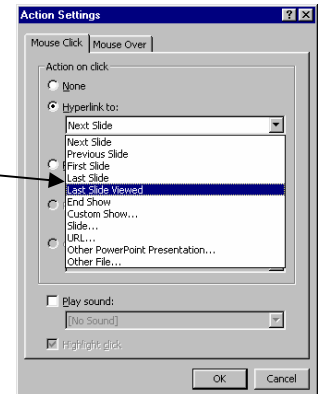 Action Settings
Mouse Click Mouse Over
Action on click
None
Hyperlink to:
Next Slide
Next Slide
Previous Slide
First Slide
Last Slide
Last Slide Viewed
End Show
Custom Show...
Slide...
URL...
Other PowerPoint Presentation...
Other File...
Play sound:
[No Sound]
Highlight click
OK Cancel